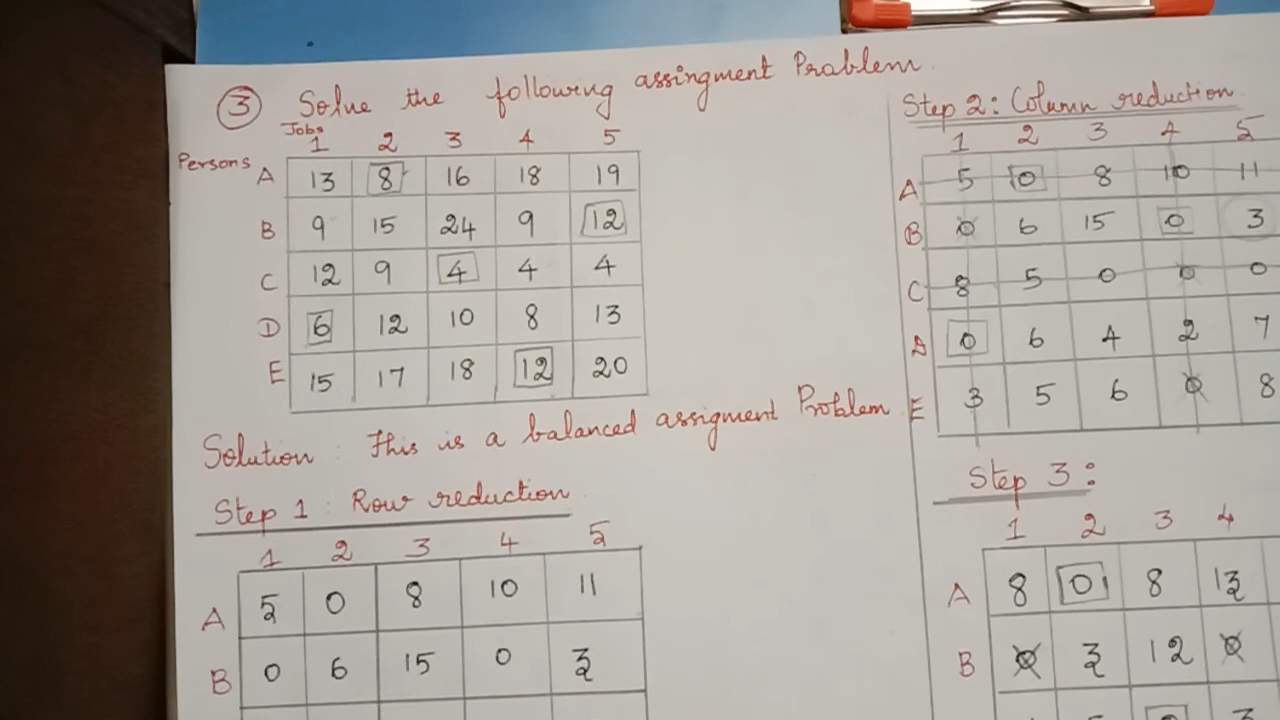 3 Solve the following assingment Problem.
Jobs
1 2 3 4 5
Persons
A 13 8 16 18 19
B 9 15 24 9 12
C 12 9 4 4 4
D 6 12 10 8 13
E 15 17 18 12 20
Solution : This is a balanced assigment Problem.
Step 1 : Row reduction
1 2 3 4 5
A 5 0 8 10 11
B 0 6 15 0 3
Step 2 : Column reduction.
1 2 3 4 5
A 5 0 8 10 11
B 0 6 15 0 3
C 8 5 0 0 0
D 0 6 4 2 7
E 3 5 6 0 8
Step 3 :
1 2 3 4
A 8 0 8 13
B 0 3 12 0